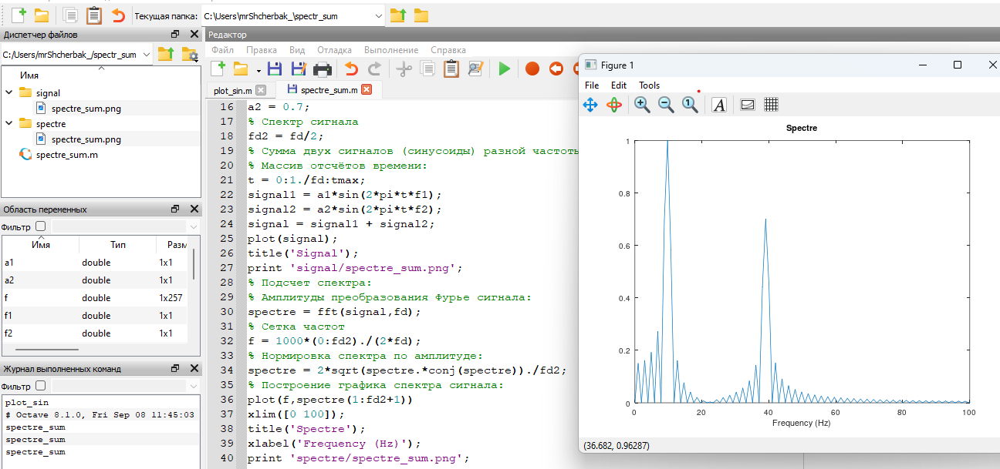 Текущая папка: C:\Users\mrShcherbak_\spectr_sum
Диспетчер файлов
C:/Users/mrShcherbak_/spectr_sum
Имя
signal
spectre_sum.png
spectre
spectre_sum.png
spectre_sum.m
Область переменных
Фильтр
Имя Тип Разм
a1 double 1x1
a2 double 1x1
f double 1x257
f1 double 1x1
f2 double 1x1
Журнал выполненных команд
Фильтр
plot_sin
# Octave 8.1.0, Fri Sep 08 11:45:03
spectre_sum
spectre_sum
spectre_sum
Редактор
Файл Правка Вид Отладка Выполнение Справка
plot_sin.m spectre_sum.m
16 a2 = 0.7;
17 % Спектр сигнала
18 fd2 = fd/2;
19 % Сумма двух сигналов (синусоиды) разной частоты
20 % Массив отсчётов времени:
21 t = 0:1./fd:tmax;
22 signal1 = a1*sin(2*pi*t*f1);
23 signal2 = a2*sin(2*pi*t*f2);
24 signal = signal1 + signal2;
25 plot(signal);
26 title('Signal');
27 print 'signal/spectre_sum.png';
28 % Подсчет спектра:
29 % Амплитуды преобразования Фурье сигнала:
30 spectre = fft(signal,fd);
31 % Сетка частот
32 f = 1000*(0:fd2)./(2*fd);
33 % Нормировка спектра по амплитуде:
34 spectre = 2*sqrt(spectre.*conj(spectre))./fd2;
35 % Построение графика спектра сигнала:
36 plot(f,spectre(1:fd2+1))
37 xlim([0 100]);
38 title('Spectre');
39 xlabel('Frequency (Hz)');
40 print 'spectre/spectre_sum.png';
Figure 1
File Edit Tools
A
Spectre
1
0.8
0.6
0.4
0.2
0
0 20 40 60 80 100
Frequency (Hz)
(36.682, 0.96287)